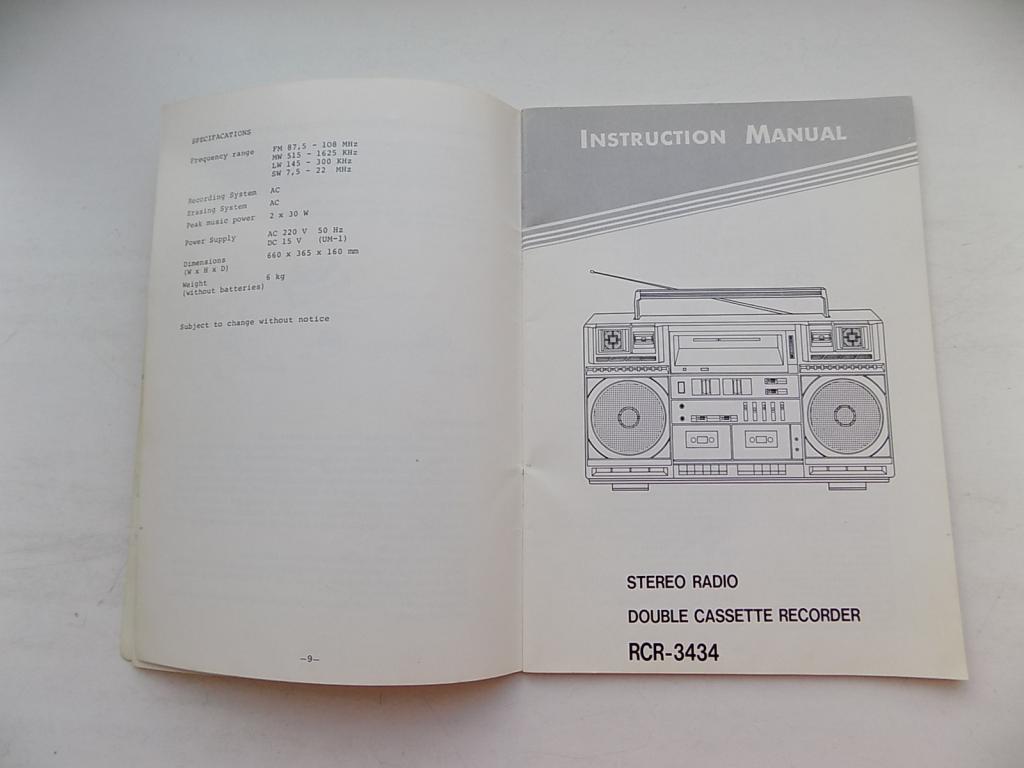 SPECIFACATIONS
Frequency range FM 87,5 - 108 MHz
MW 515 - 1625 KHz
LW 145 - 300 KHz
SW 7,5 - 22 MHz
Recording System AC
Erasing System AC
Peak music power 2 x 30 W
Power Supply AC 220 V 50 Hz
DC 15 V (UM-1)
Dimensions 660 x 365 x 160 mm
(W x H x D)
Weight 6 kg
(without batteries)
Subject to change without notice
—9—
INSTRUCTION MANUAL
STEREO RADIO
DOUBLE CASSETTE RECORDER
RCR-3434